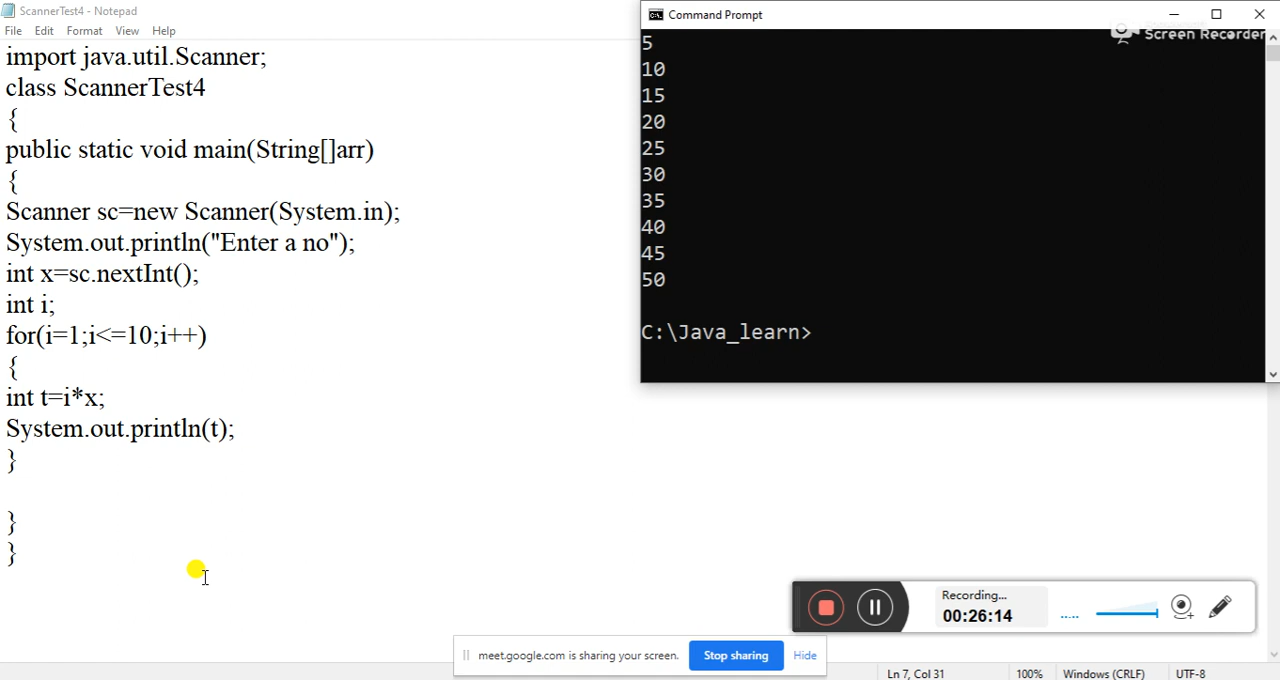 ScannerTest4 - Notepad
File Edit Format View Help
import java.util.Scanner;
class ScannerTest4
{
public static void main(String[]arr)
{
Scanner sc=new Scanner(System.in);
System.out.println("Enter a no");
int x=sc.nextInt();
int i;
for(i=1;i<=10;i++)
{
int t=i*x;
System.out.println(t);
}
}
}
Command Prompt
Screen Recorder
5
10
15
20
25
30
35
40
45
50
C:\Java_learn>
Recording...
00:26:14
meet.google.com is sharing your screen. Stop sharing Hide
Ln 7, Col 31 100% Windows (CRLF) UTF-8